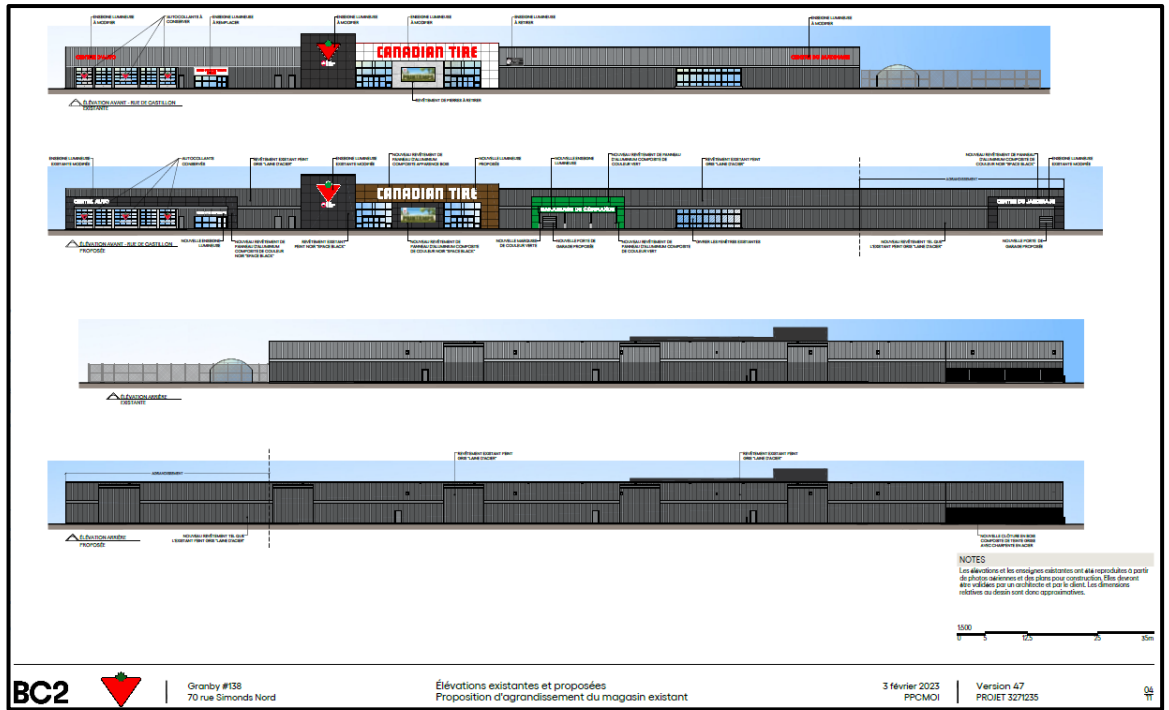 ENSEIGNE LUMINEUSE
À MODIFIER
AUTOCOLLANTE À
CONSERVER
ENSEIGNE LUMINEUSE
À REMPLACER
ENSEIGNE LUMINEUSE
À MODIFIER
ENSEIGNE LUMINEUSE
À MODIFIER
ENSEIGNE LUMINEUSE
À RETIRER
ENSEIGNE LUMINEUSE
À MODIFIER
CENTRE D'AUTO
CANADIAN TIRE
CENTRE DU JARDINAGE
REVÊTEMENT DE PIERRES À RETIRER
ÉLÉVATION AVANT - RUE DE CASTILLON
EXISTANTE
ENSEIGNE LUMINEUSE
EXISTANTE MODIFIÉE
AUTOCOLLANTE
CONSERVÉE
REVÊTEMENT EXISTANT PEINT
GRIS "LAINE D'ACIER"
ENSEIGNE LUMINEUSE
EXISTANTE MODIFIÉE
NOUVEAU REVÊTEMENT DE
PANNEAU D'ALUMINIUM
COMPOSITE APPARENCE BOIS
NOUVELLE LUMINEUSE
PROPOSÉE
NOUVELLE ENSEIGNE
LUMINEUSE
NOUVEAU REVÊTEMENT DE PANNEAU
D'ALUMINIUM COMPOSITE DE
COULEUR VERT
REVÊTEMENT EXISTANT PEINT
GRIS "LAINE D'ACIER"
NOUVEAU REVÊTEMENT DE PANNEAU
D'ALUMINIUM COMPOSITE DE
COULEUR NOIR "SPACE BLACK"
ENSEIGNE LUMINEUSE
EXISTANTE MODIFIÉE
AGRANDISSEMENT
CENTRE AUTO
CANADIAN TIRE
PRINTEMPS
CENTRE DU JARDINAGE
NOUVELLE ENSEIGNE
LUMINEUSE
NOUVEAU REVÊTEMENT DE
PANNEAU D'ALUMINIUM
COMPOSITE DE COULEUR
NOIR "SPACE BLACK"
REVÊTEMENT EXISTANT
PEINT NOIR "SPACE BLACK"
NOUVEAU REVÊTEMENT DE
PANNEAU D'ALUMINIUM COMPOSITE
DE COULEUR NOIR "SPACE BLACK"
NOUVELLE MARQUISE
DE COULEUR VERTE
NOUVELLE PORTE DE
GARAGE PROPOSÉE
NOUVEAU REVÊTEMENT DE
PANNEAU D'ALUMINIUM COMPOSITE
DE COULEUR VERT
GIVRER LES FENÊTRES EXISTANTES
NOUVEAU REVÊTEMENT TEL QUE
L'EXISTANT PEINT GRIS "LAINE D'ACIER"
NOUVELLE PORTE DE
GARAGE PROPOSÉE
ÉLÉVATION AVANT - RUE DE CASTILLON
PROPOSÉE
ÉLÉVATION ARRIÈRE
EXISTANTE
AGRANDISSEMENT
REVÊTEMENT EXISTANT PEINT
GRIS "LAINE D'ACIER"
REVÊTEMENT EXISTANT PEINT
GRIS "LAINE D'ACIER"
ÉLÉVATION ARRIÈRE
PROPOSÉE
NOUVEAU REVÊTEMENT TEL QUE
L'EXISTANT PEINT GRIS "LAINE D'ACIER"
NOUVELLE CLÔTURE EN BOIS
COMPOSITE DE TEINTE GRISE
AVEC CHARPENTE EN ACIER
NOTES
Les élévations et les enseignes existantes ont été reproduites à partir
de photos aériennes et des plans pour construction. Elles devront
être validées par un architecte et par le client. Les dimensions
relatives au dessin sont donc approximatives.
1:500
0 5 12.5 25 35m
BC2
Granby #138
70 rue Simonds Nord
Élévations existantes et proposées
Proposition d'agrandissement du magasin existant
3 février 2023
PPCMOI
Version 47
PROJET 3271235
04
11